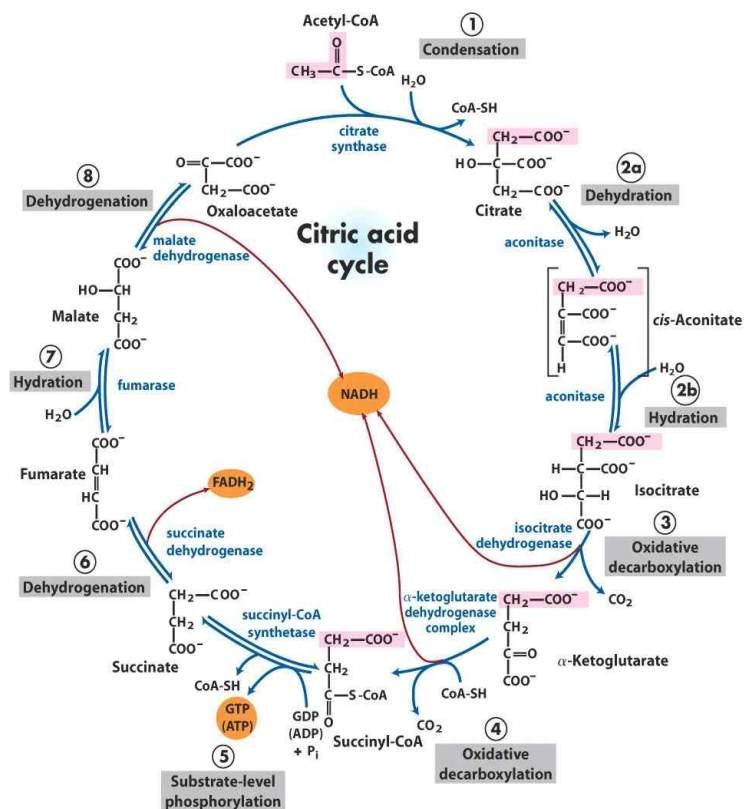 Acetyl-CoA
O
CH₃—C—S-CoA
1
Condensation
H₂O
CoA-SH
citrate
synthase
O=C—COO⁻
CH₂—COO⁻
Oxaloacetate
CH₂—COO⁻
HO—C—COO⁻
CH₂—COO⁻
Citrate
2a
Dehydration
H₂O
aconitase
8
Dehydrogenation
malate
dehydrogenase
Citric acid
cycle
CH₂—COO⁻
C—COO⁻
C—COO⁻
H
cis-Aconitate
COO⁻
HO—CH
CH₂
COO⁻
Malate
7
Hydration
fumarase
H₂O
NADH
aconitase
H₂O
2b
Hydration
CH₂—COO⁻
H—C—COO⁻
HO—C—H
COO⁻
Isocitrate
COO⁻
CH
HC
COO⁻
Fumarate
FADH₂
succinate
dehydrogenase
6
Dehydrogenation
isocitrate
dehydrogenase
3
Oxidative
decarboxylation
CO₂
CH₂—COO⁻
CH₂
COO⁻
Succinate
succinyl-CoA
synthetase
α-ketoglutarate
dehydrogenase
complex
CH₂—COO⁻
CH₂
C=O
COO⁻
α-Ketoglutarate
CH₂—COO⁻
CH₂
C—S-CoA
O
Succinyl-CoA
CoA-SH
CO₂
CoA-SH
GTP
(ATP)
GDP
(ADP)
+ Pᵢ
4
Oxidative
decarboxylation
5
Substrate-level
phosphorylation